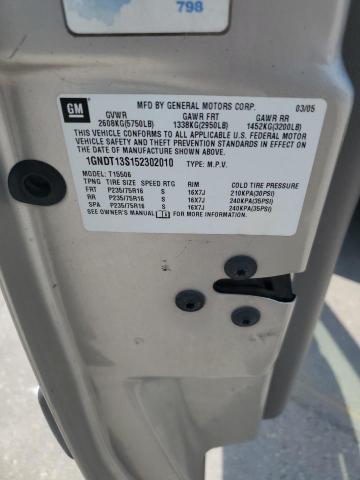 798
GM
MFD BY GENERAL MOTORS CORP. 03/05
GVWR GAWR FRT GAWR RR
2608KG(5750LB) 1338KG(2950LB) 1452KG(3200LB)
THIS VEHICLE CONFORMS TO ALL APPLICABLE U.S. FEDERAL MOTOR
VEHICLE SAFETY AND THEFT PREVENTION STANDARDS IN EFFECT ON
THE DATE OF MANUFACTURE SHOWN ABOVE.
1GNDT13S152302010 TYPE: M.P.V.
MODEL: T15506
TPNG TIRE SIZE SPEED RTG RIM COLD TIRE PRESSURE
FRT P235/75R16 S 16X7J 210KPA(30PSI)
RR P235/75R16 S 16X7J 240KPA(35PSI)
SPA P235/75R16 S 16X7J 240KPA(35PSI)
SEE OWNER'S MANUAL FOR MORE INFORMATION